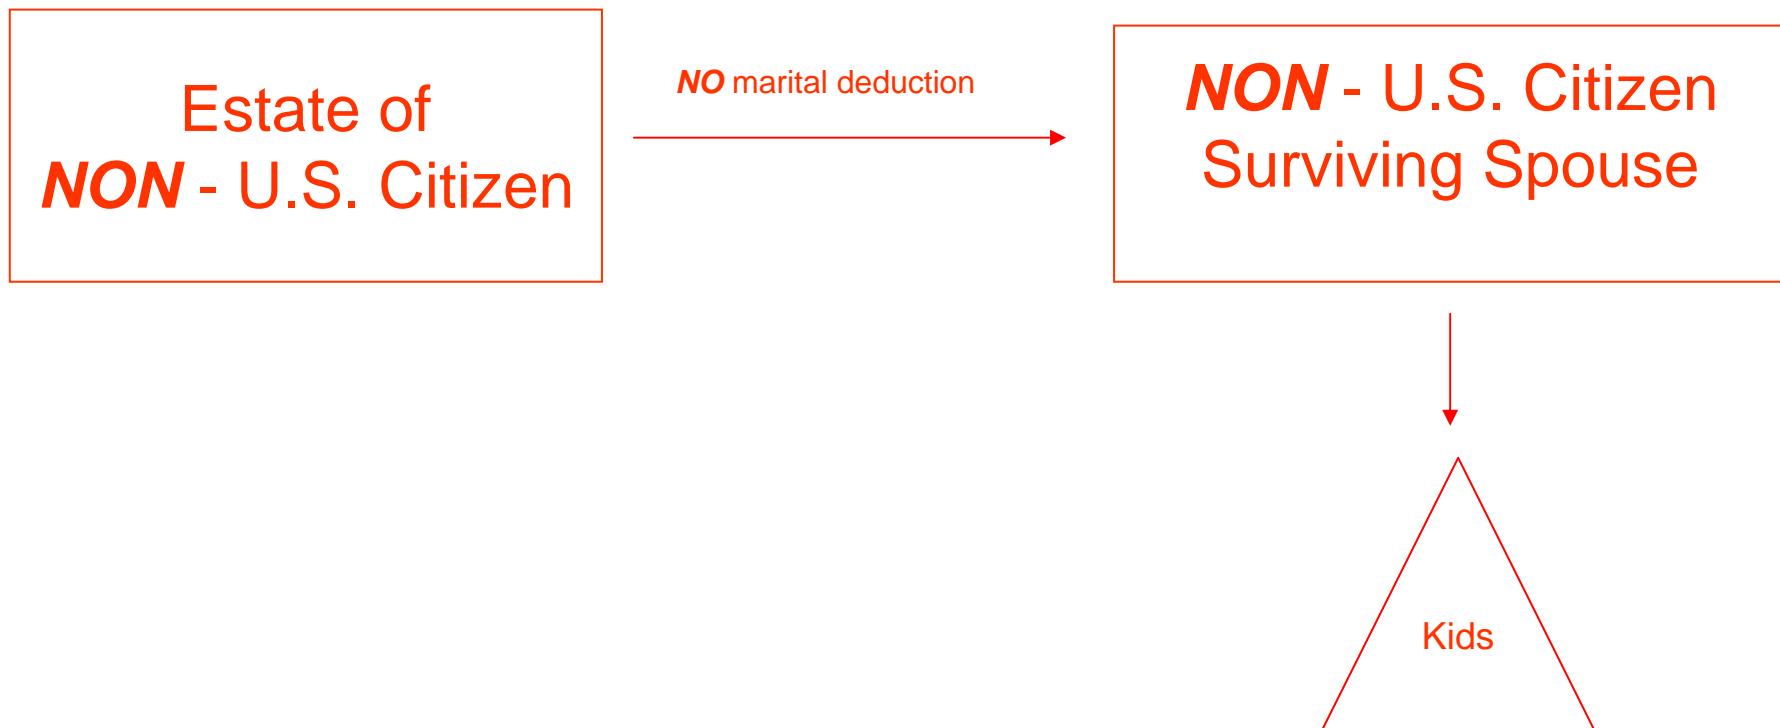 Estate of
NON - U.S. Citizen
NO marital deduction
NON - U.S. Citizen
Surviving Spouse
Kids